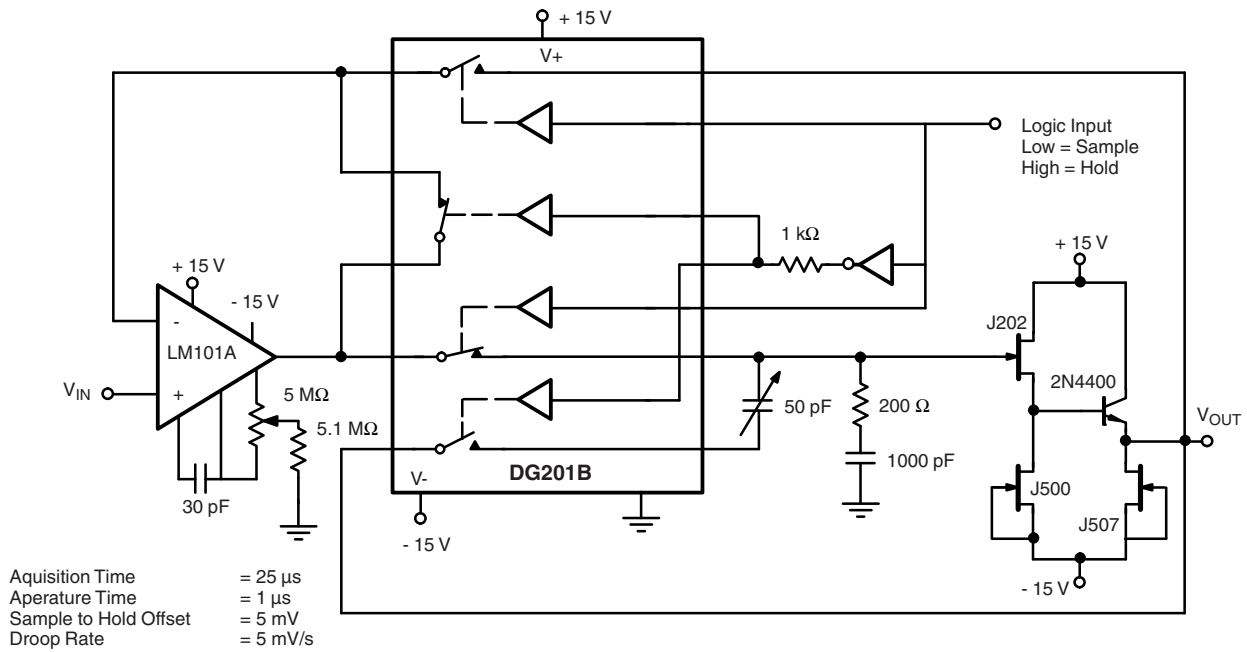 + 15 V
V+
Logic Input
Low = Sample
High = Hold
1 kΩ
+ 15 V
+ 15 V
- 15 V
J202
-
LM101A
2N4400
VIN
+
5 MΩ
50 pF
200 Ω
VOUT
5.1 MΩ
1000 pF
DG201B
V-
30 pF
J500
J507
- 15 V
- 15 V
Aquisition Time = 25 µs
Aperature Time = 1 µs
Sample to Hold Offset = 5 mV
Droop Rate = 5 mV/s